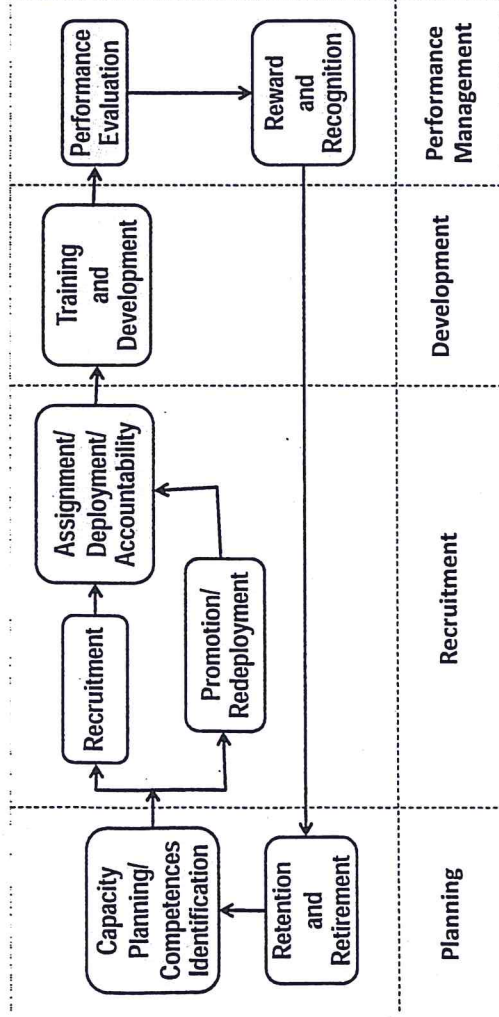 Capacity
Planning/
Competences
Identification
Retention
and
Retirement
Recruitment
Promotion/
Redeployment
Assignment/
Deployment/
Accountability
Training
and
Development
Performance
Evaluation
Reward
and
Recognition
Planning
Recruitment
Development
Performance
Management